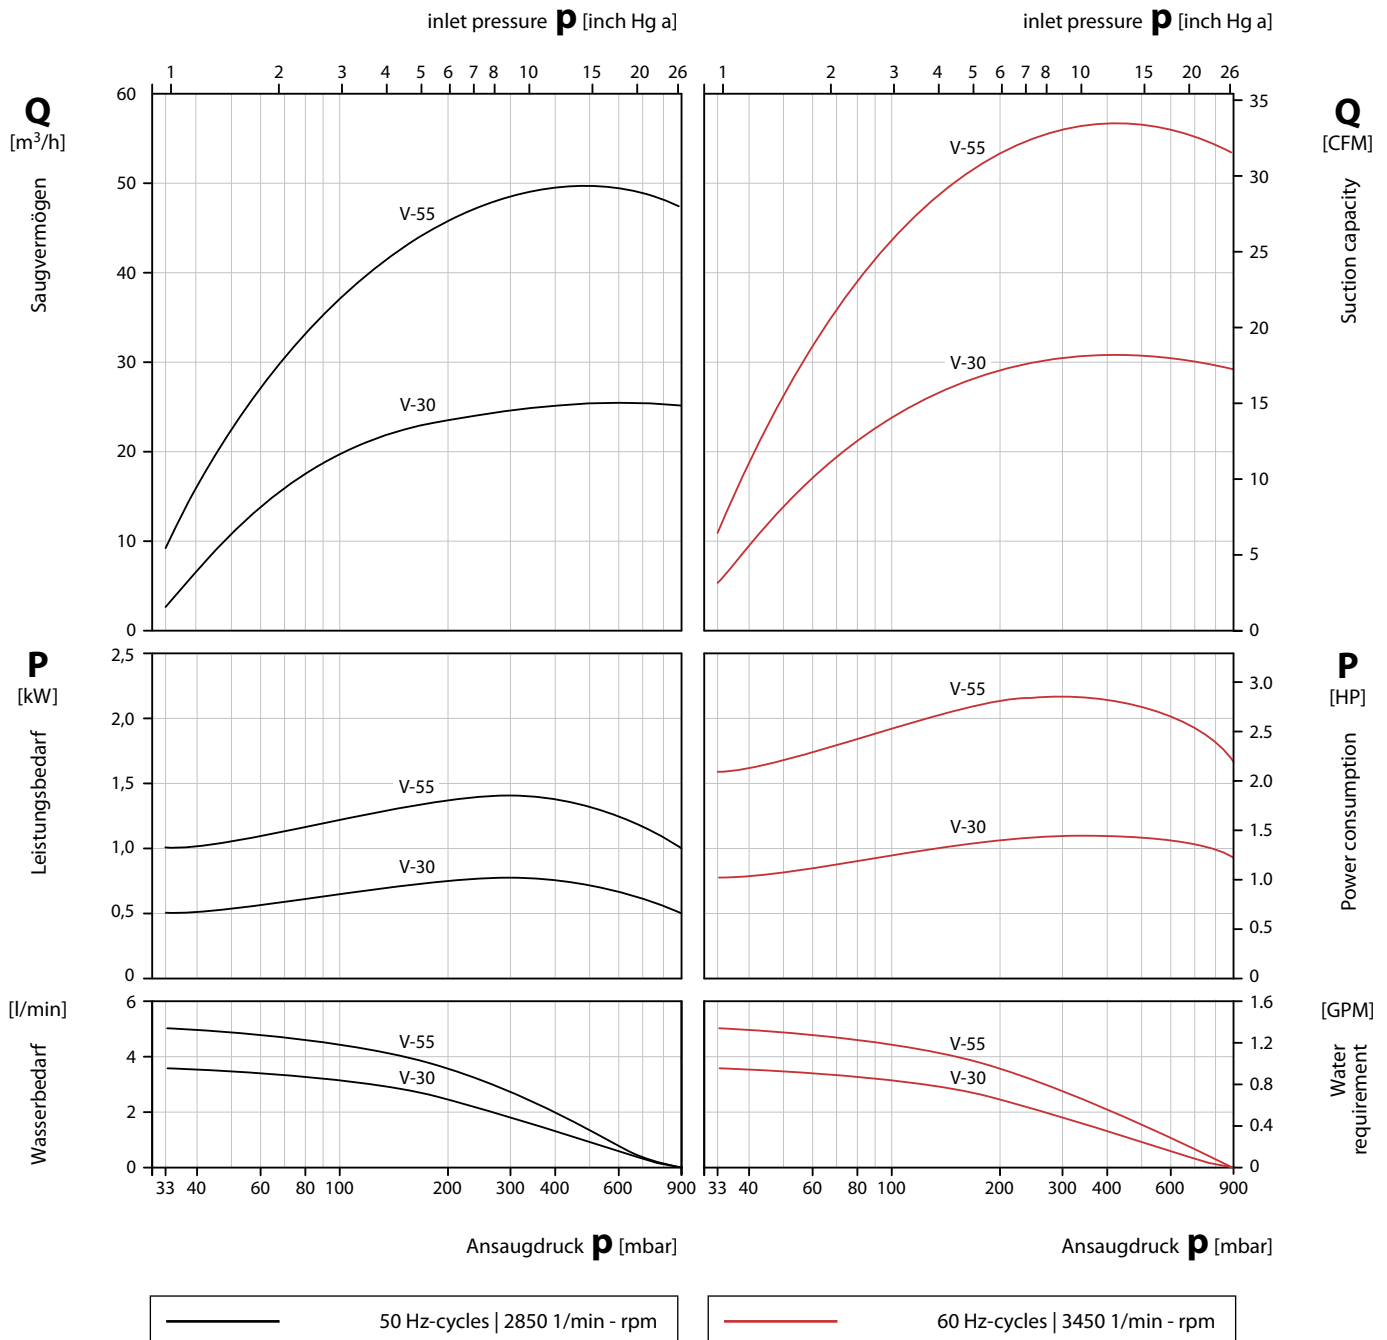 inlet pressure p [inch Hg a] inlet pressure p [inch Hg a]
1 2 3 4 5 6 7 8 10 15 20 26 1 2 3 4 5 6 7 8 10 15 20 26
Q
[m³/h]
Saugvermögen
60
50
40
30
20
10
0
V-55
V-30
V-55
V-30
35
30
25
20
15
10
5
0
Q
[CFM]
Suction capacity
P
[kW]
Leistungsbedarf
2,5
2,0
1,5
1,0
0,5
0
V-55
V-30
V-55
V-30
3.0
2.5
2.0
1.5
1.0
0.5
0
P
[HP]
Power consumption
[l/min]
Wasserbedarf
6
4
2
0
V-55
V-30
V-55
V-30
1.6
1.2
0.8
0.4
0
[GPM]
Water
requirement
33 40 60 80 100 200 300 400 600 900 33 40 60 80 100 200 300 400 600 900
Ansaugdruck p [mbar] Ansaugdruck p [mbar]
50 Hz-cycles | 2850 1/min - rpm 60 Hz-cycles | 3450 1/min - rpm